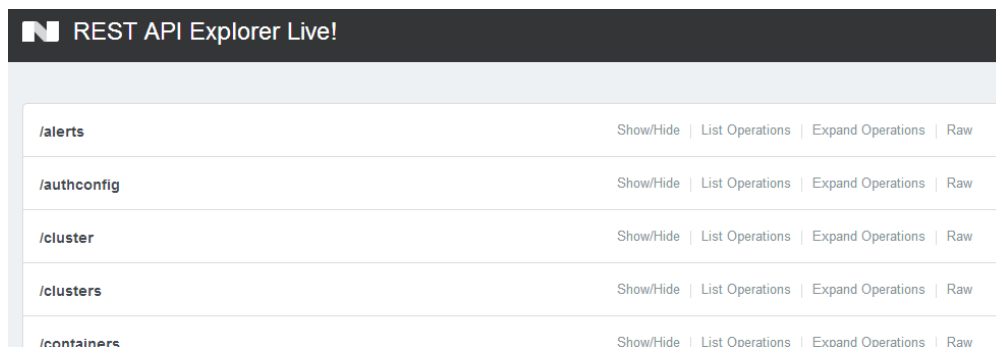 REST API Explorer Live!
/alerts Show/Hide | List Operations | Expand Operations | Raw
/authconfig Show/Hide | List Operations | Expand Operations | Raw
/cluster Show/Hide | List Operations | Expand Operations | Raw
/clusters Show/Hide | List Operations | Expand Operations | Raw
/containers Show/Hide | List Operations | Expand Operations | Raw